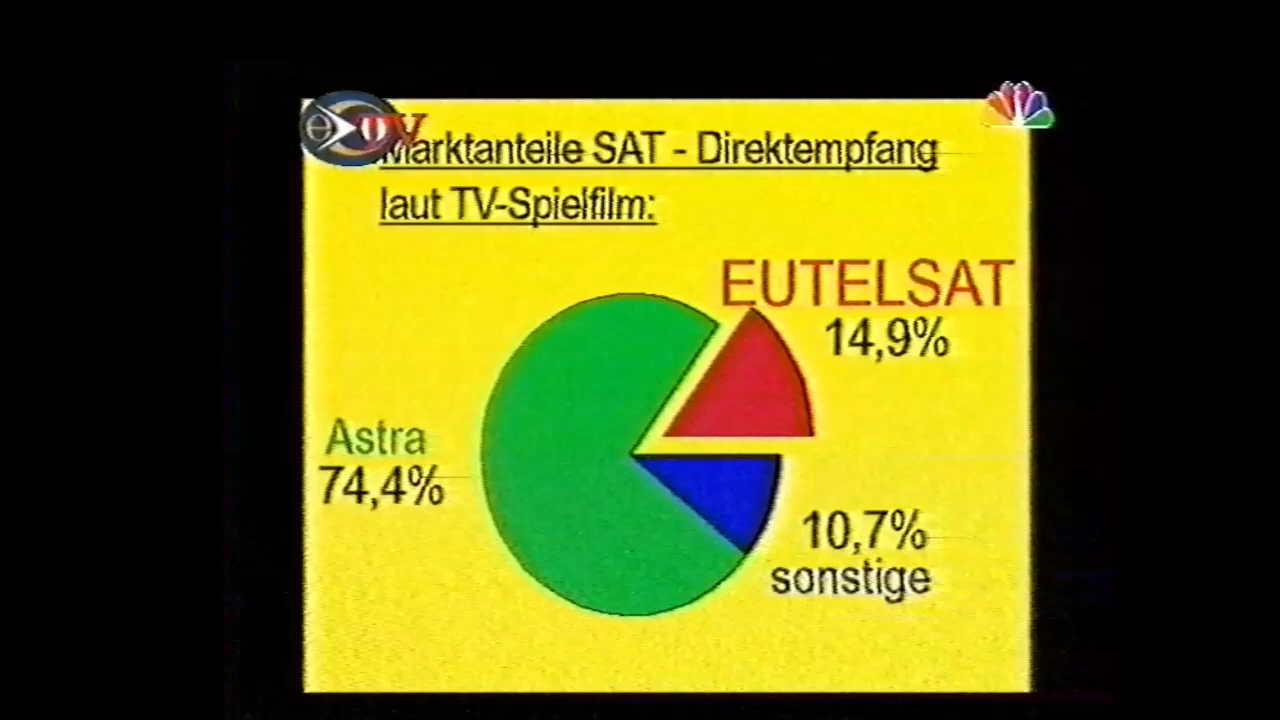 Marktanteile SAT - Direktempfang
laut TV-Spielfilm:
EUTELSAT
14,9%
Astra
74,4%
10,7%
sonstige